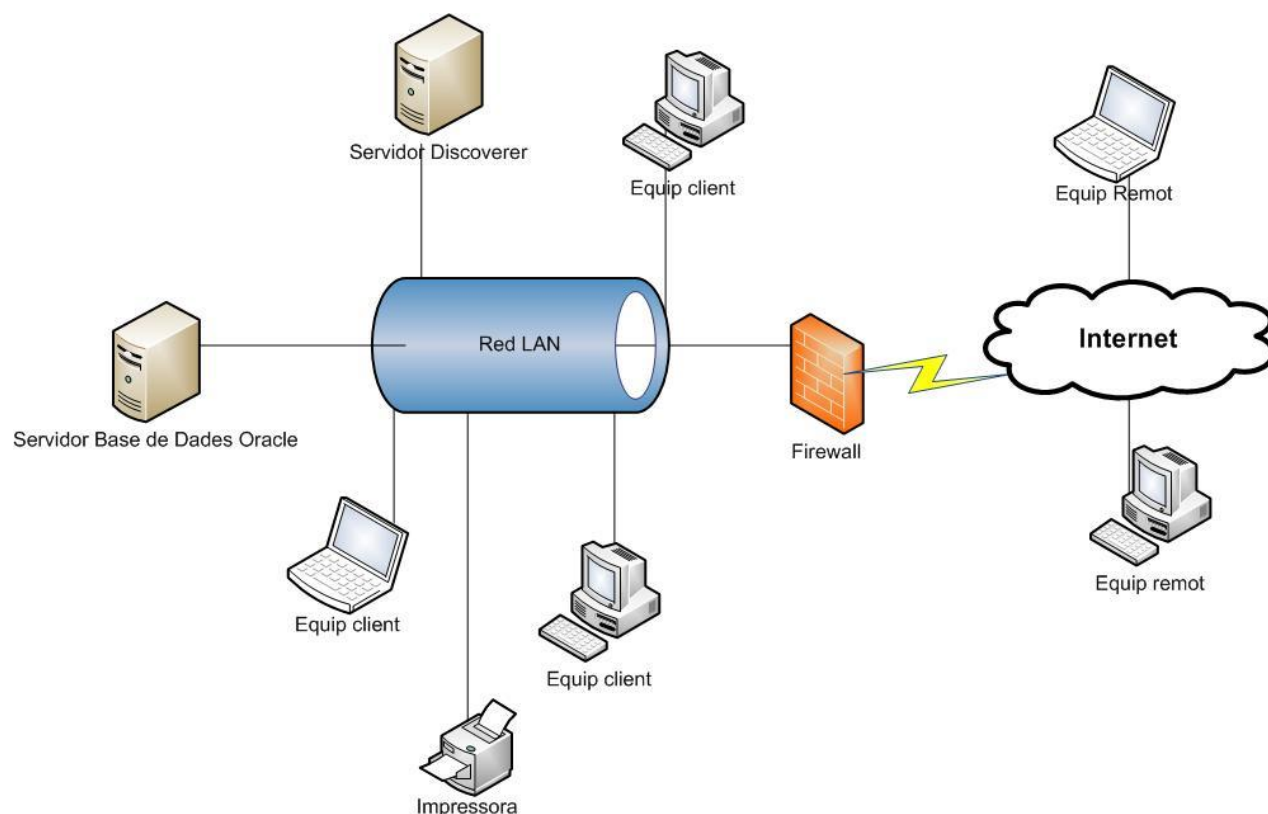 Servidor Discoverer
Equip client
Equip Remot
Red LAN
Internet
Servidor Base de Dades Oracle
Firewall
Equip client
Equip client
Equip remot
Impressora